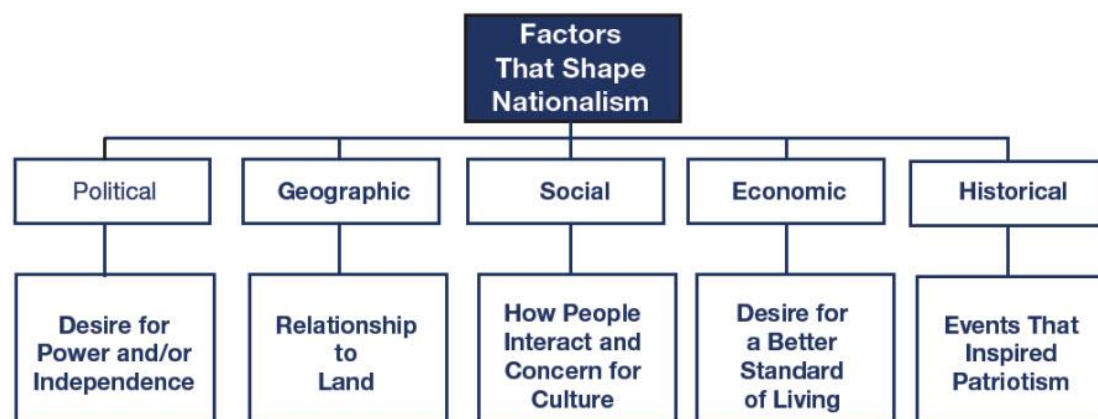 Factors
That Shape
Nationalism
Political
Geographic
Social
Economic
Historical
Desire for
Power and/or
Independence
Relationship
to
Land
How People
Interact and
Concern for
Culture
Desire for
a Better
Standard
of Living
Events That
Inspired
Patriotism